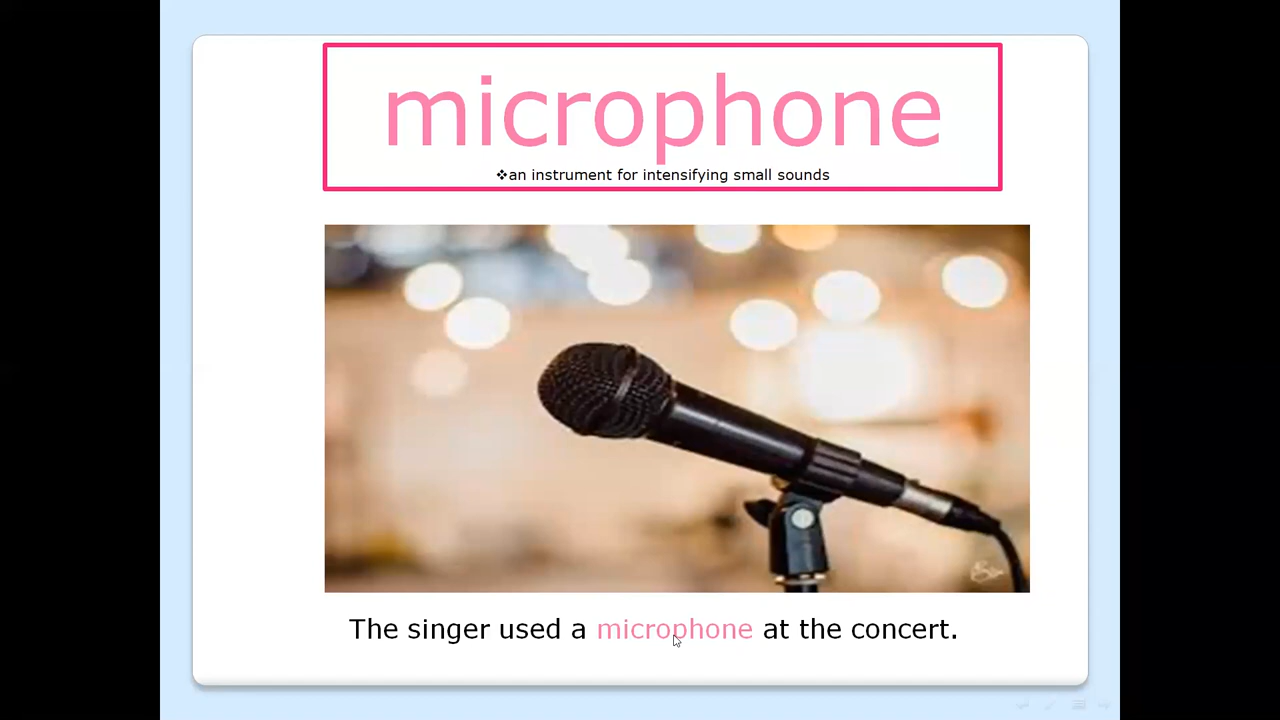 microphone
❖an instrument for intensifying small sounds
The singer used a microphone at the concert.